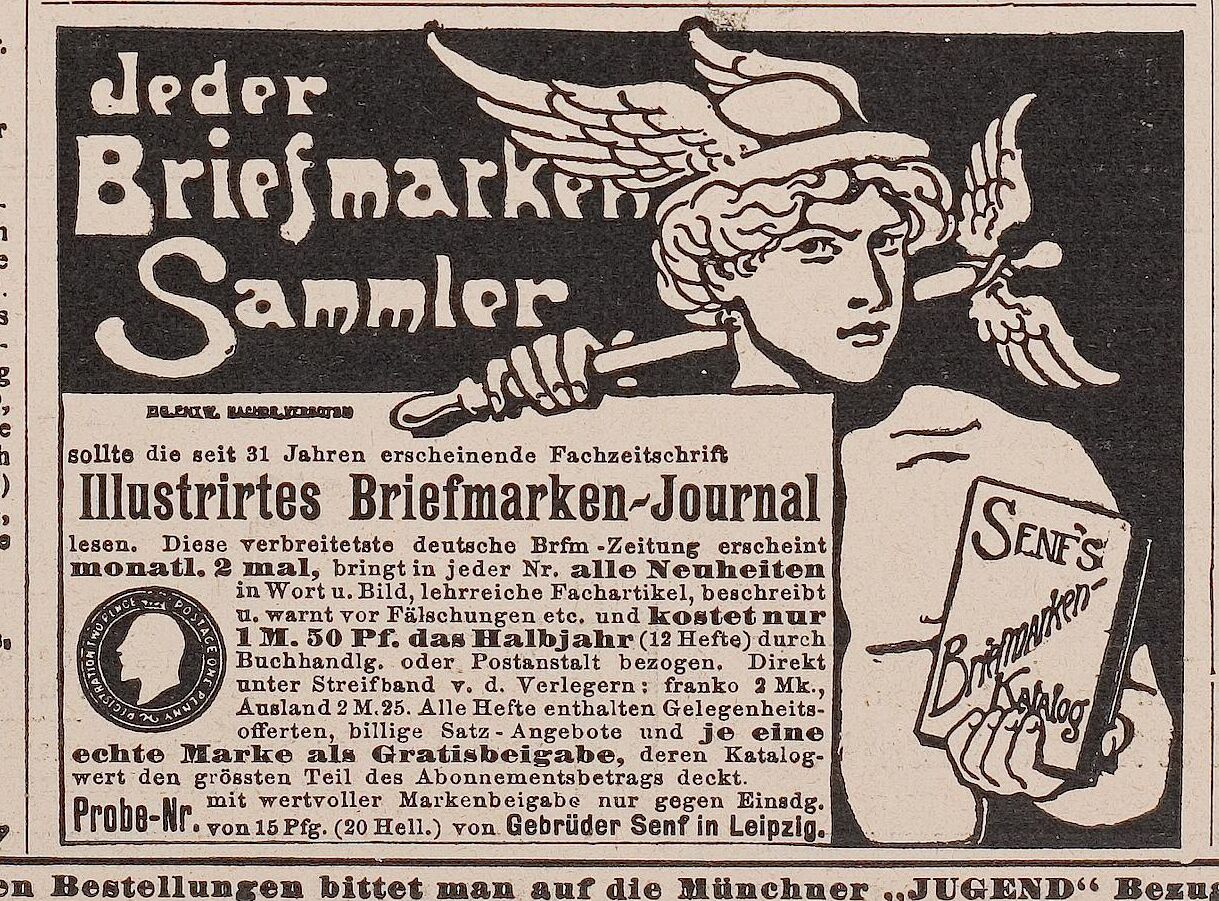 Jeder
Briefmarken
Sammler
sollte die seit 31 Jahren erscheinende Fachzeitschrift
Illustrirtes Briefmarken-Journal
lesen. Diese verbreitetste deutsche Brfm-Zeitung erscheint
monatl. 2 mal, bringt in jeder Nr. alle Neuheiten
in Wort u. Bild, lehrreiche Fachartikel, beschreibt
u. warnt vor Fälschungen etc. und kostet nur
1 M. 50 Pf. das Halbjahr (12 Hefte) durch
Buchhandlg. oder Postanstalt bezogen. Direkt
unter Streifband v. d. Verlegern: franko 2 Mk.,
Ausland 2 M. 25. Alle Hefte enthalten Gelegenheits-
offerten, billige Satz-Angebote und je eine
echte Marke als Gratisbeigabe, deren Katalog-
wert den grössten Teil des Abonnementsbetrags deckt.
Probe-Nr. mit wertvoller Markenbeigabe nur gegen Einsdg.
von 15 Pfg. (20 Hell.) von Gebrüder Senf in Leipzig.
REGISTRATION TWO PENCE POSTAGE ONE PENNY
SENF'S
Briefmarken-
Katalog
en Bestellungen bittet man auf die Münchner „JUGEND“ Bezug